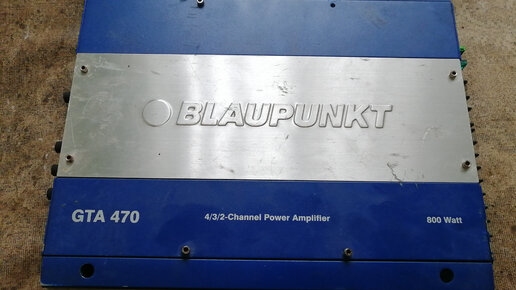 BLAUPUNKT
GTA 470
4/3/2-Channel Power Amplifier
800 Watt